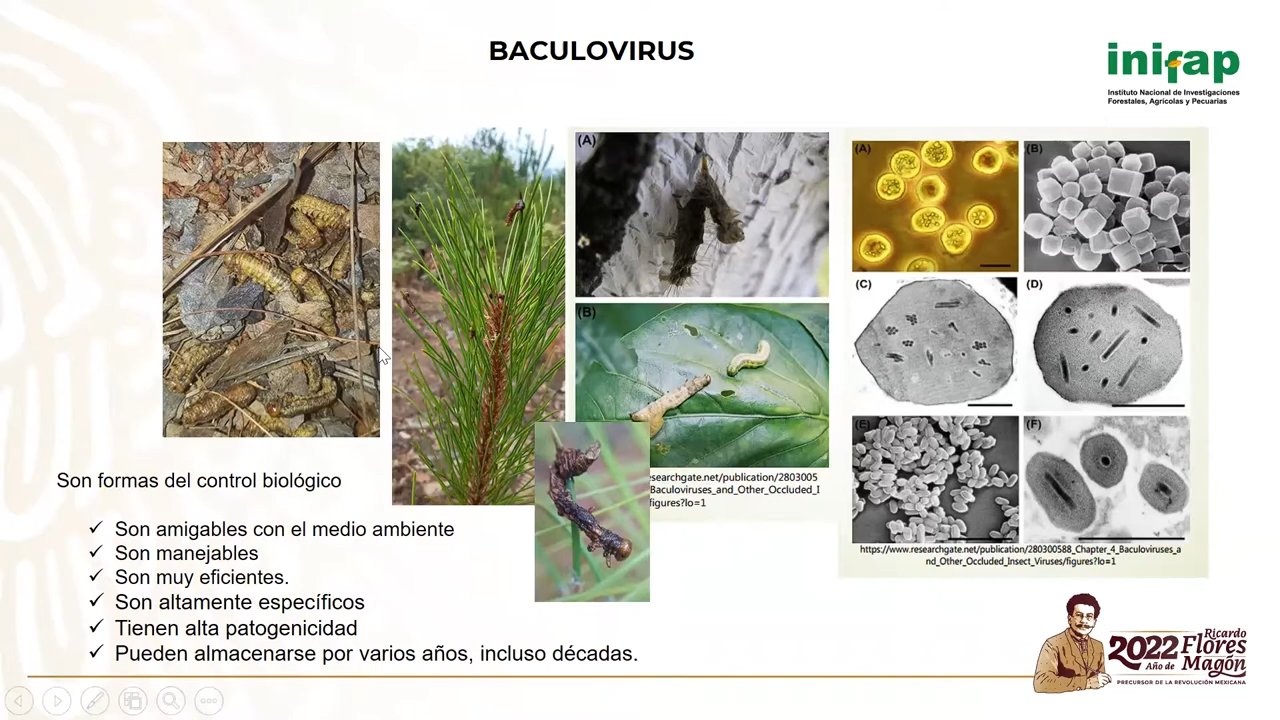 BACULOVIRUS
inifap
Instituto Nacional de Investigaciones
Forestales, Agrícolas y Pecuarias
(A)
(B)
esearchgate.net/publication/2803005
Baculoviruses_and_Other_Occluded_I
figures?lo=1
(A)
(B)
(C)
(D)
(E)
(F)
https://www.researchgate.net/publication/280300588_Chapter_4_Baculoviruses_a
nd_Other_Occluded_Insect_Viruses/figures?lo=1
Son formas del control biológico
✓ Son amigables con el medio ambiente
✓ Son manejables
✓ Son muy eficientes.
✓ Son altamente específicos
✓ Tienen alta patogenicidad
✓ Pueden almacenarse por varios años, incluso décadas.
2022
Año de
Ricardo
Flores
Magón
PRECURSOR DE LA REVOLUCIÓN MEXICANA